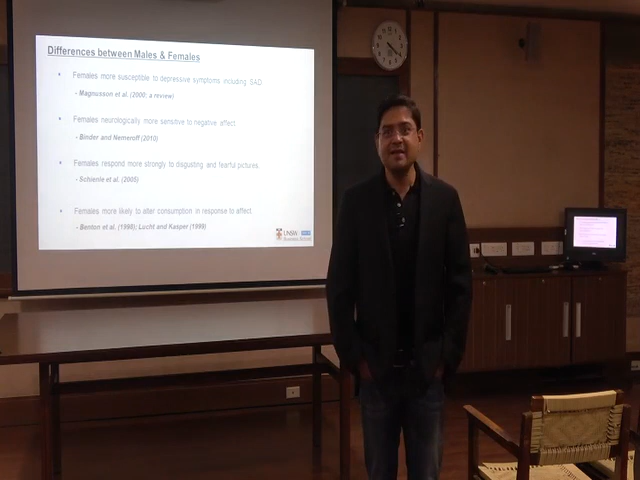 Differences between Males & Females
• Females more susceptible to depressive symptoms including SAD.
- Magnusson et al. (2000; a review)
• Females neurologically more sensitive to negative affect.
- Binder and Nemeroff (2010)
• Females respond more strongly to disgusting and fearful pictures.
- Schienle et al. (2005)
• Females more likely to alter consumption in response to affect.
- Benton et al. (1998); Lucht and Kasper (1999)
UNSW
Business School